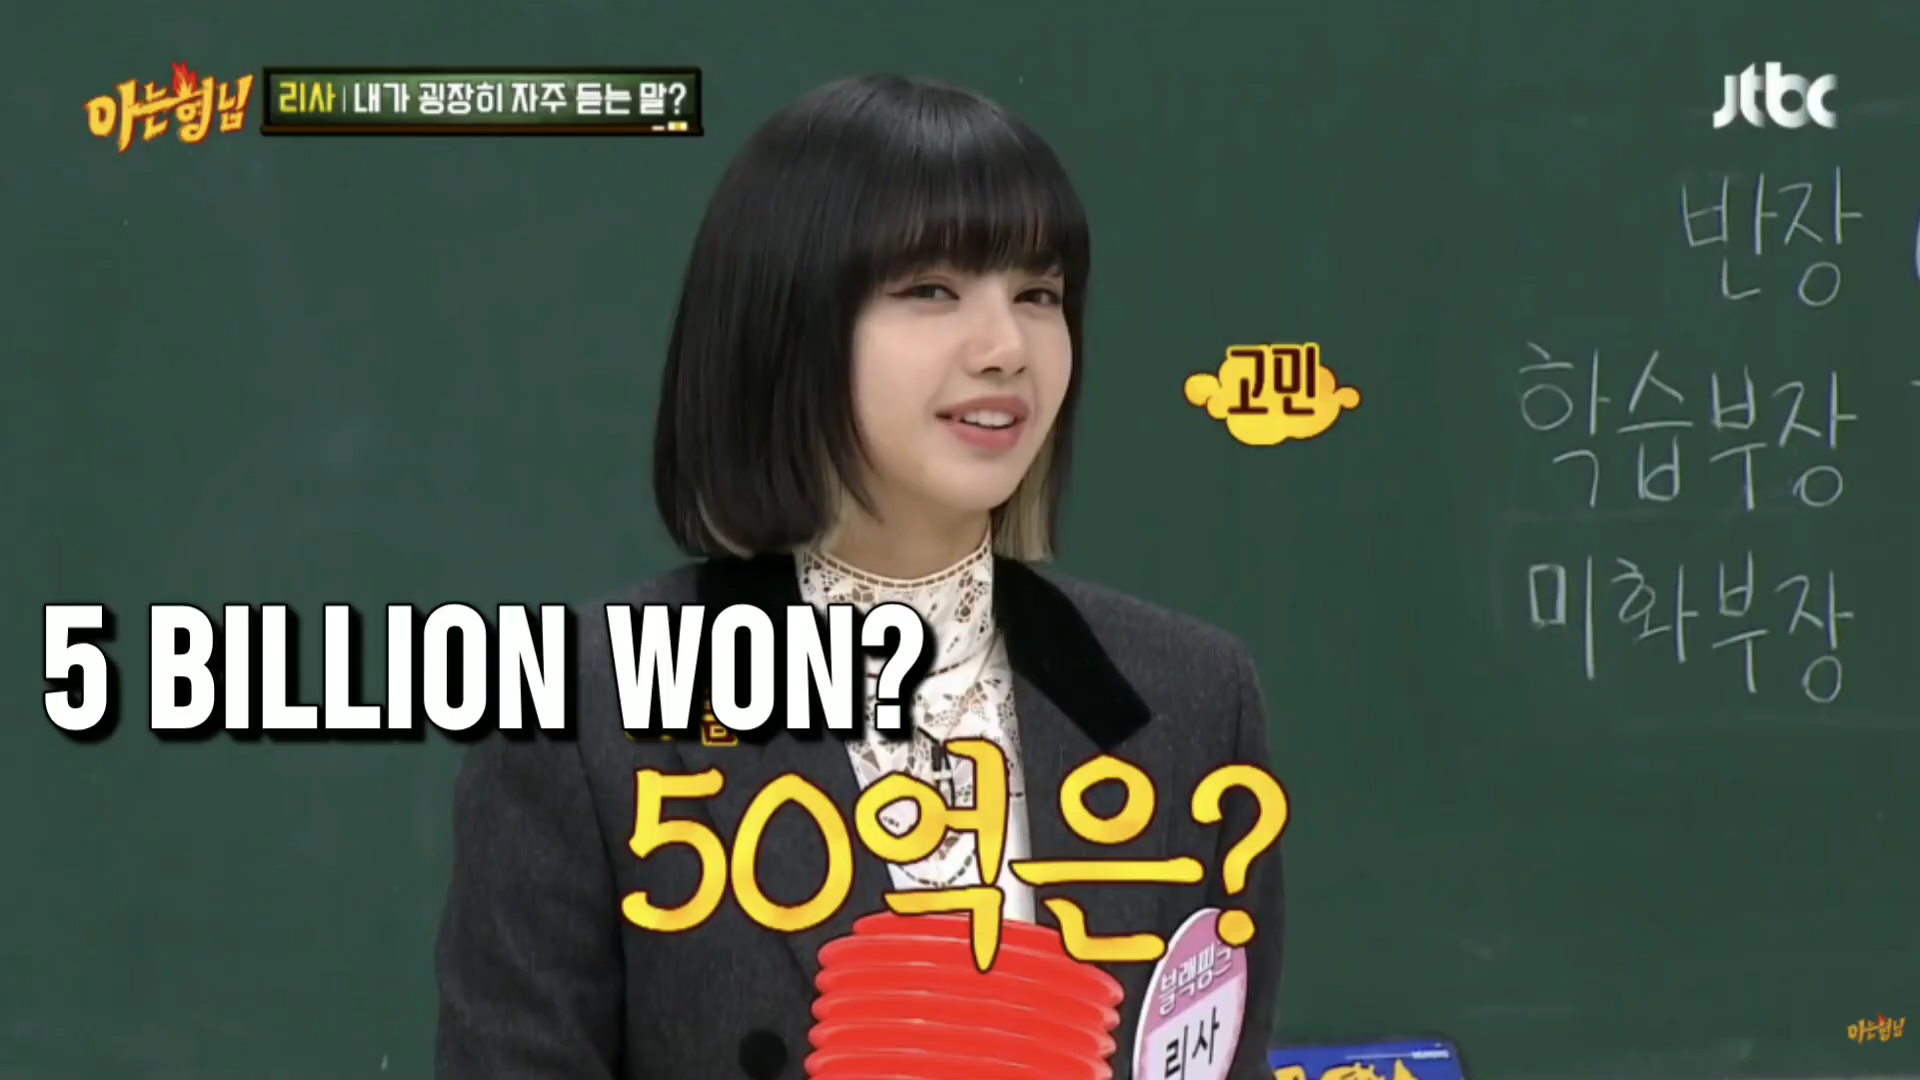 아는형님
리사 | 내가 굉장히 자주 듣는 말?
jtbc
반장
고민
학습부장
미화부장
5 BILLION WON?
50억은?
블랙핑크
리사
아는형님